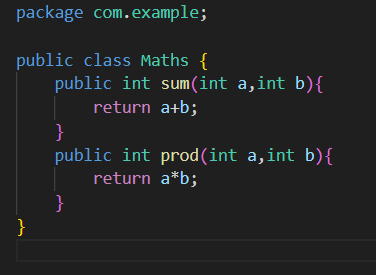 package com.example;
public class Maths {
    public int sum(int a,int b){
        return a+b;
    }
    public int prod(int a,int b){
        return a*b;
    }
}